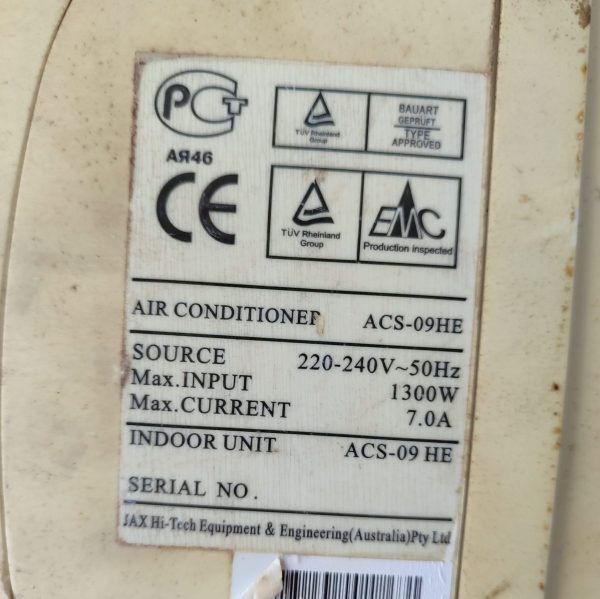 РСТ
АЯ46
CE
TÜV Rheinland
Group
BAUART
GEPRÜFT
TYPE
APPROVED
TÜV Rheinland
Group
EMC
Production inspected
AIR CONDITIONER ACS-09HE
SOURCE 220-240V~50Hz
Max.INPUT 1300W
Max.CURRENT 7.0A
INDOOR UNIT ACS-09 HE
SERIAL NO.
JAX Hi-Tech Equipment & Engineering(Australia)Pty Ltd